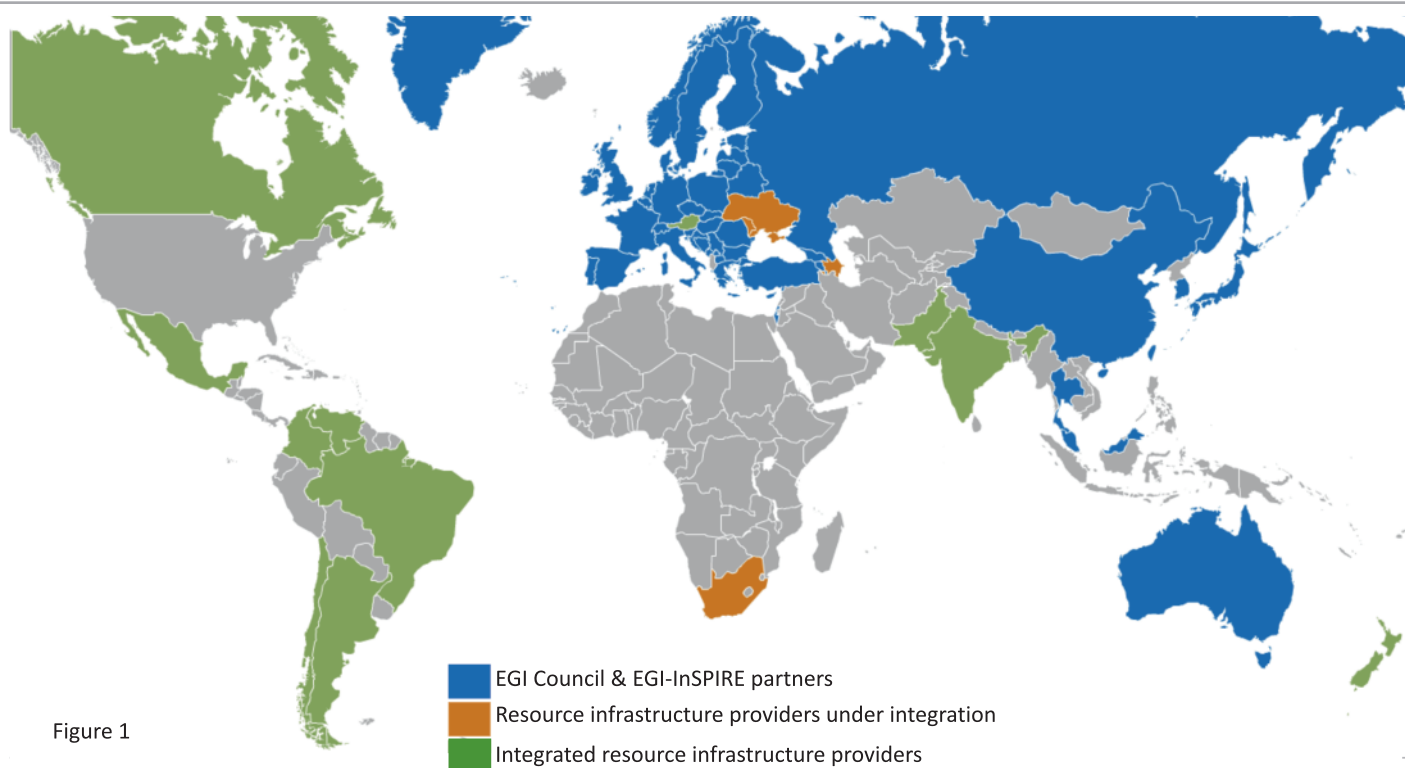 EGI Council & EGI-InSPIRE partners
Resource infrastructure providers under integration
Figure 1
Integrated resource infrastructure providers